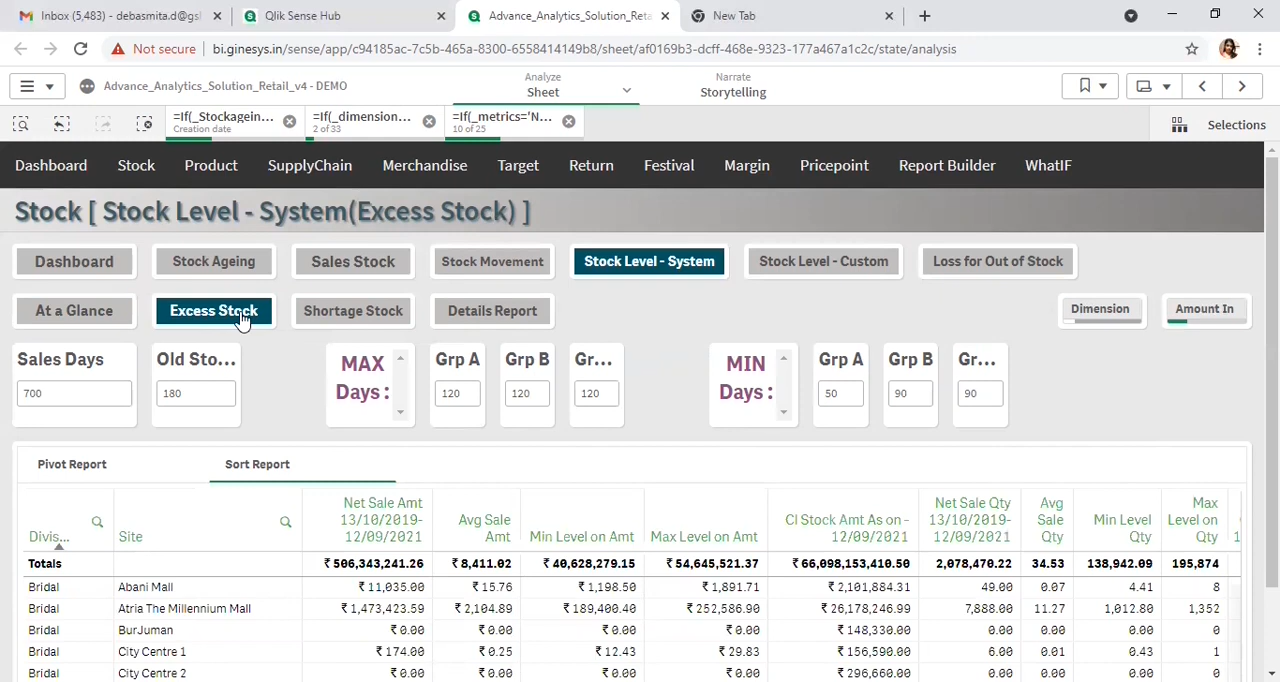 Inbox (5,483) - debasmita.d@gsl
Qlik Sense Hub
Advance_Analytics_Solution_Reta
New Tab
Not secure
bi.ginesys.in/sense/app/c94185ac-7c5b-465a-8300-6958414149b8/sheet/af0169b3-dcff-468e-9323-177a467a1c2c/state/analysis
Advance_Analytics_Solution_Retail_v4 - DEMO
Analyze
Sheet
Narrate
Storytelling
=If(_Stockagein...
Creation date
=If(_dimension...
2 of 33
=If(_metrics='N...
10 of 25
Selections
Dashboard Stock Product SupplyChain Merchandise Target Return Festival Margin Pricepoint Report Builder WhatIF
Stock [ Stock Level - System(Excess Stock) ]
Dashboard Stock Ageing Sales Stock Stock Movement Stock Level - System Stock Level - Custom Loss for Out of Stock
At a Glance Excess Stock Shortage Stock Details Report Dimension Amount In
Sales Days
700
Old Sto...
180
MAX
Days :
Grp A
120
Grp B
120
Gr...
120
MIN
Days :
Grp A
50
Grp B
90
Gr...
90
Pivot Report
Sort Report
Divis...
Site
Net Sale Amt
13/10/2019-
12/09/2021
Avg Sale
Amt
Min Level on Amt
Max Level on Amt
Cl Stock Amt As on -
12/09/2021
Net Sale Qty
13/10/2019-
12/09/2021
Avg
Sale
Qty
Min Level
Qty
Max
Level on
Qty
Totals ₹ 506,343,241.26 ₹ 8,411.02 ₹ 40,628,279.15 ₹ 54,645,521.37 ₹ 66,098,153,410.50 2,078,470.22 34.53 138,942.09 195,874
Bridal Abani Mall ₹ 11,035.00 ₹ 15.76 ₹ 1,198.50 ₹ 1,891.71 ₹ 2,101,884.31 49.00 0.07 4.41 8
Bridal Atria The Millennium Mall ₹ 1,473,423.59 ₹ 2,104.89 ₹ 189,400.40 ₹ 252,586.90 ₹ 26,178,246.99 7,888.00 11.27 1,012.80 1,352
Bridal BurJuman ₹ 0.00 ₹ 0.00 ₹ 0.00 ₹ 0.00 ₹ 148,330.00 0.00 0.00 0.00 0
Bridal City Centre 1 ₹ 174.00 ₹ 0.25 ₹ 12.43 ₹ 29.83 ₹ 156,590.00 6.00 0.01 0.43 1
Bridal City Centre 2 ₹ 0.00 ₹ 0.00 ₹ 0.00 ₹ 0.00 ₹ 296,660.00 0.00 0.00 0.00 0